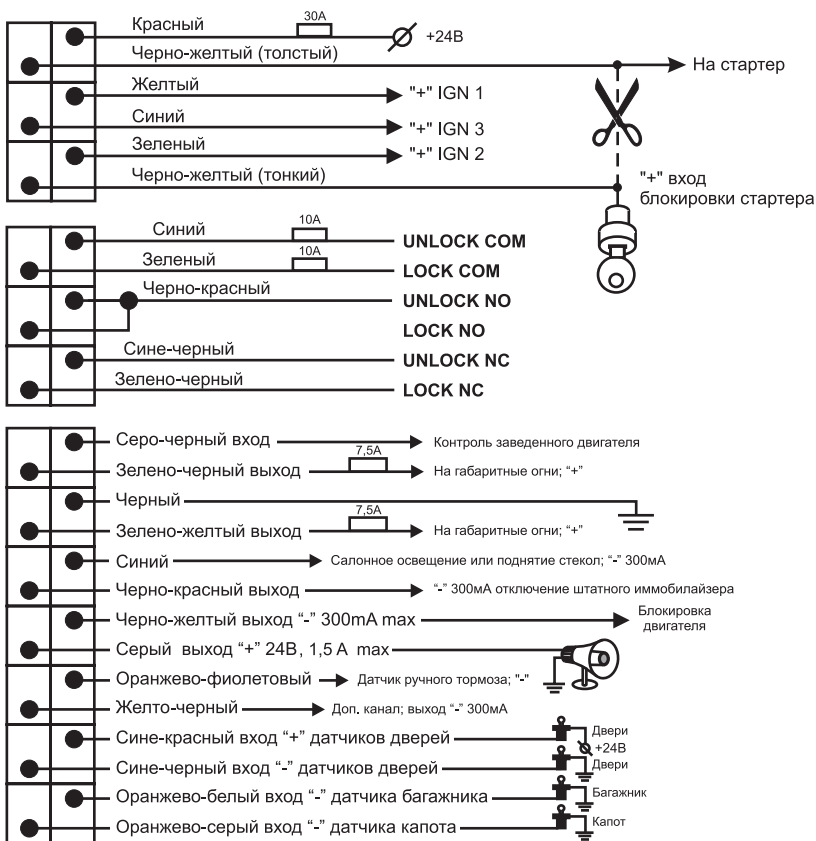 Красный
30А
+24В
Черно-желтый (толстый)
На стартер
Желтый
"+" IGN 1
Синий
"+" IGN 3
Зеленый
"+" IGN 2
Черно-желтый (тонкий)
"+" вход
блокировки стартера
Синий
10А
UNLOCK COM
Зеленый
10А
LOCK COM
Черно-красный
UNLOCK NO
LOCK NO
Сине-черный
UNLOCK NC
Зелено-черный
LOCK NC
Серо-черный вход
Контроль заведенного двигателя
Зелено-черный выход
7,5А
На габаритные огни; “+”
Черный
Зелено-желтый выход
7,5А
На габаритные огни; “+”
Синий
Салонное освещение или поднятие стекол; “-” 300мА
Черно-красный выход
“-” 300мА отключение штатного иммобилайзера
Черно-желтый выход “-” 300mA max
Блокировка
двигателя
Серый выход “+” 24В, 1,5 А max
Оранжево-фиолетовый
Датчик ручного тормоза; "-"
Желто-черный
Доп. канал; выход “-” 300мА
Сине-красный вход “+” датчиков дверей
Двери
+24В
Сине-черный вход “-” датчиков дверей
Двери
Оранжево-белый вход “-” датчика багажника
Багажник
Оранжево-серый вход “-” датчика капота
Капот